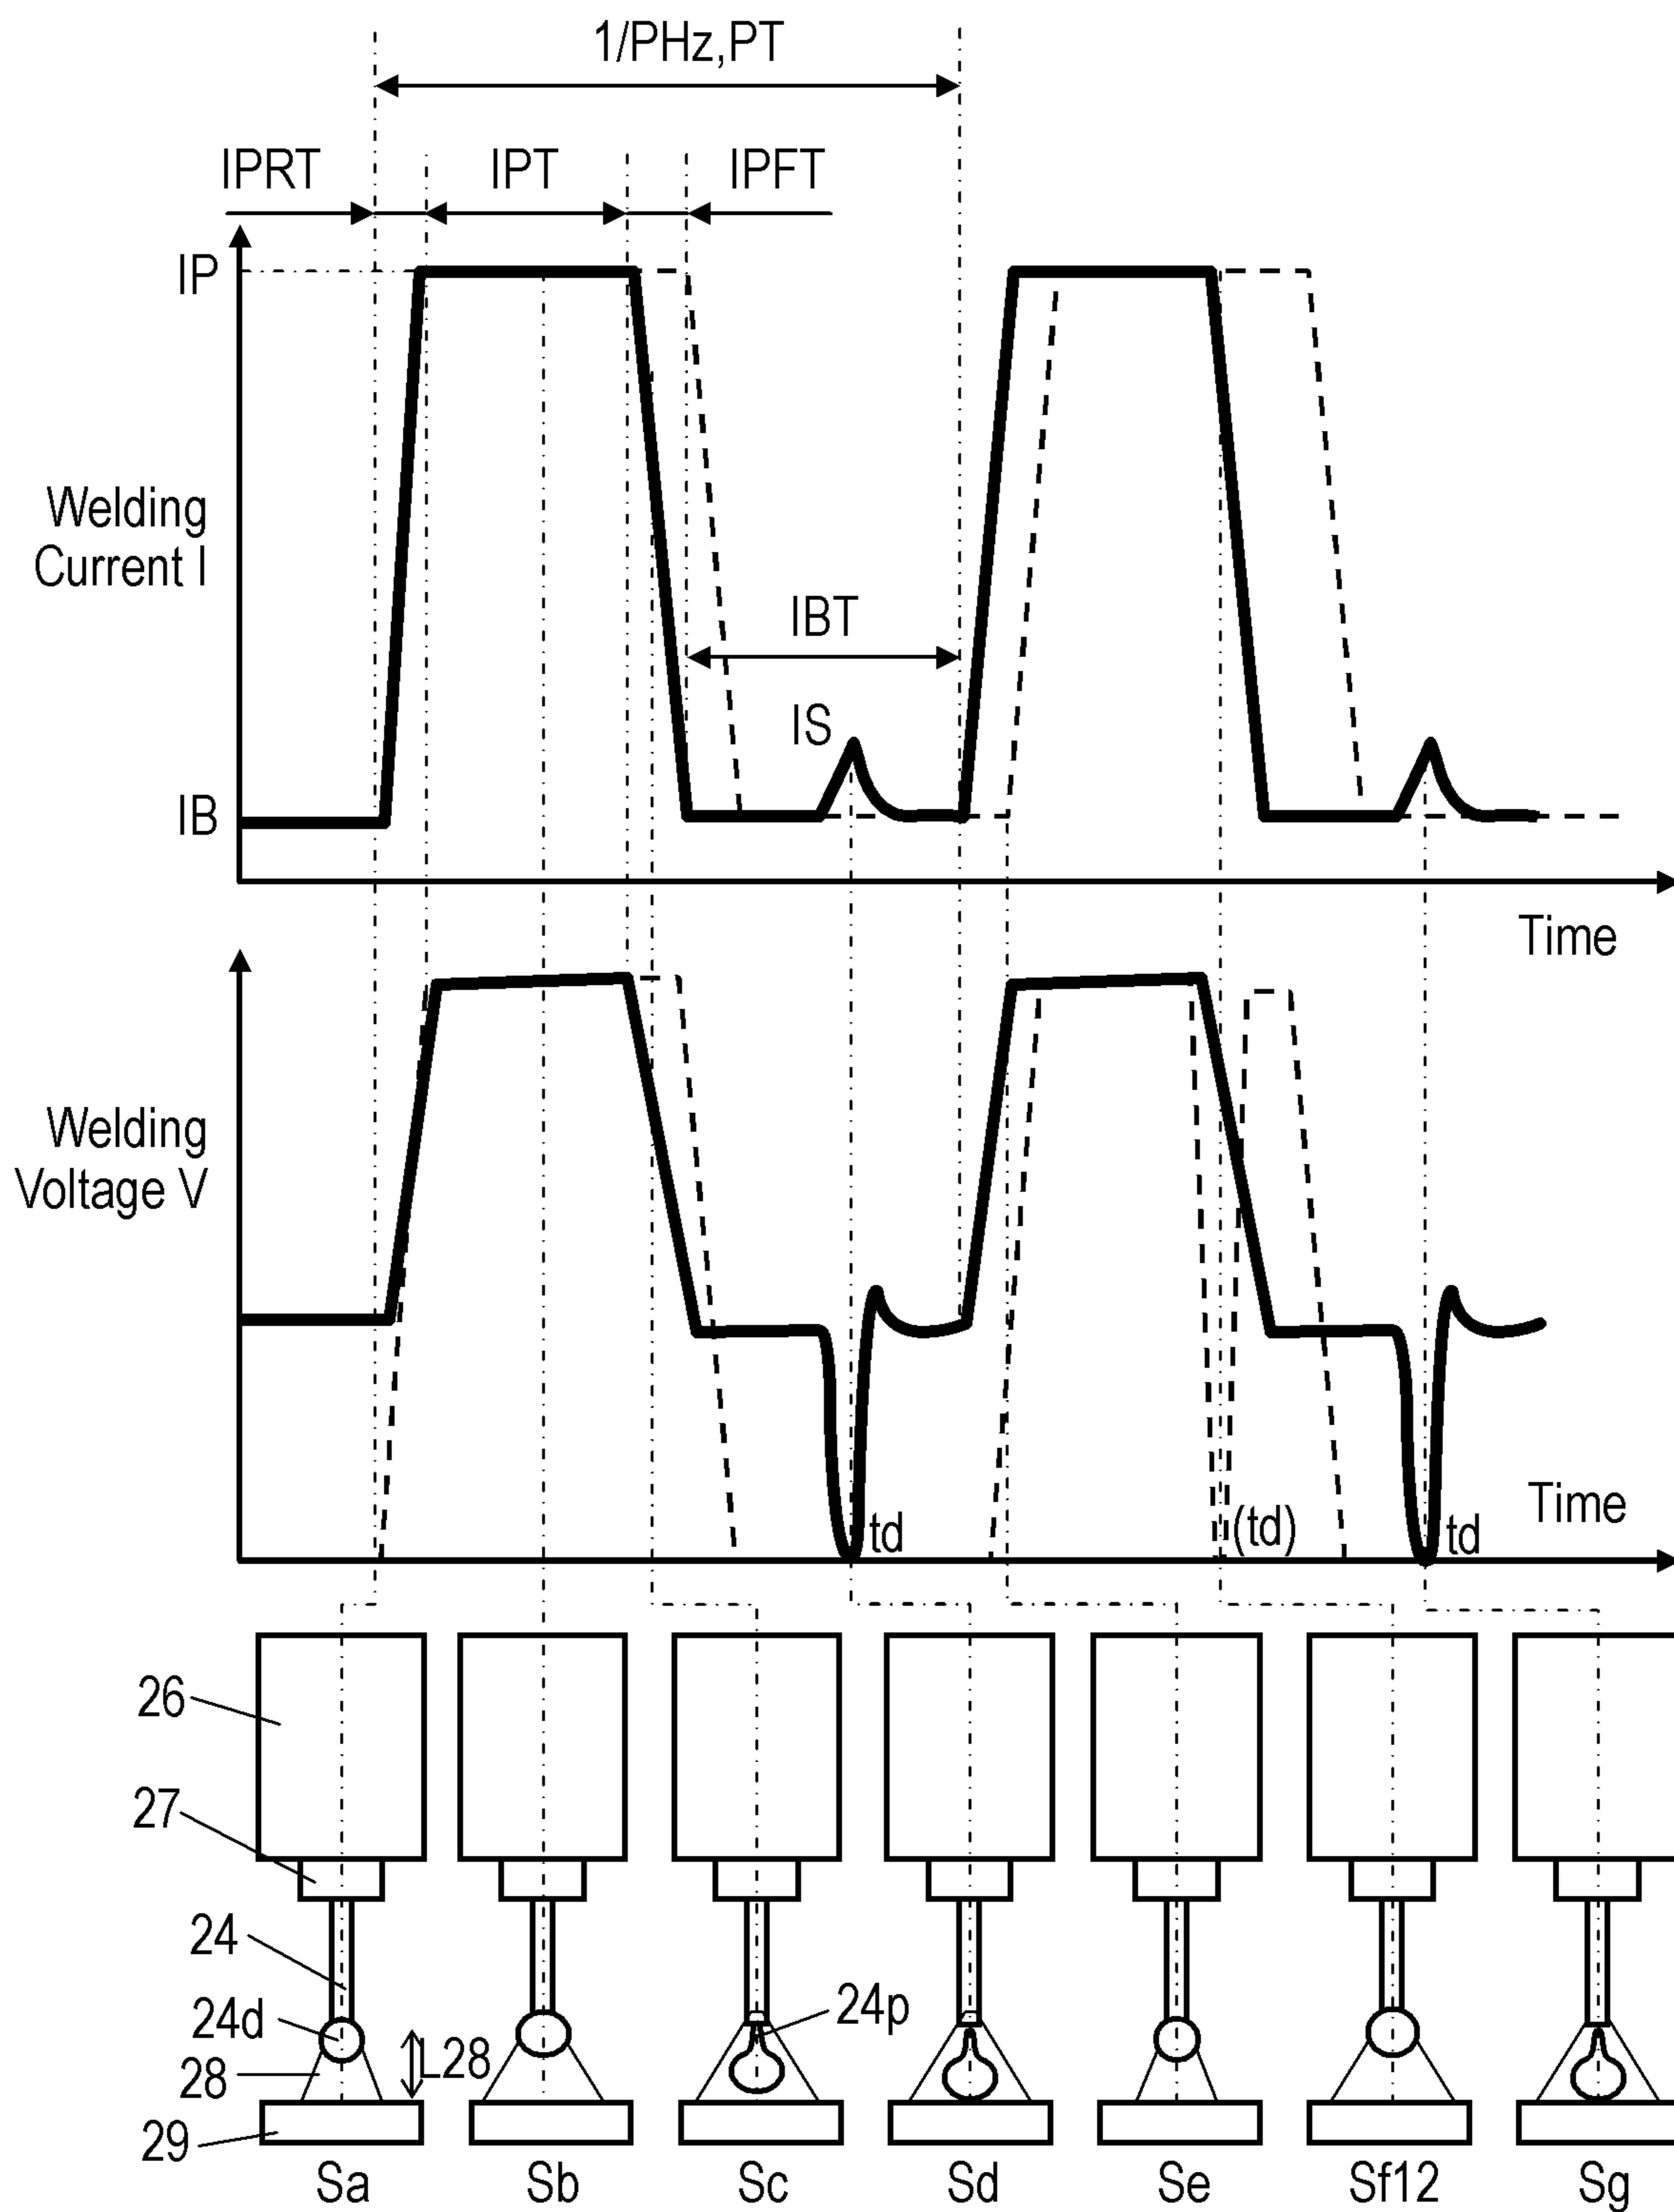 1/PHz,PT
IPRT
IPT
IPFT
IP
Welding
Current I
IBT
IS
IB
Time
Welding
Voltage V
td
(td)
td
Time
26
27
24
24d
28
L28
24p
29
Sa
Sb
Sc
Sd
Se
Sf12
Sg